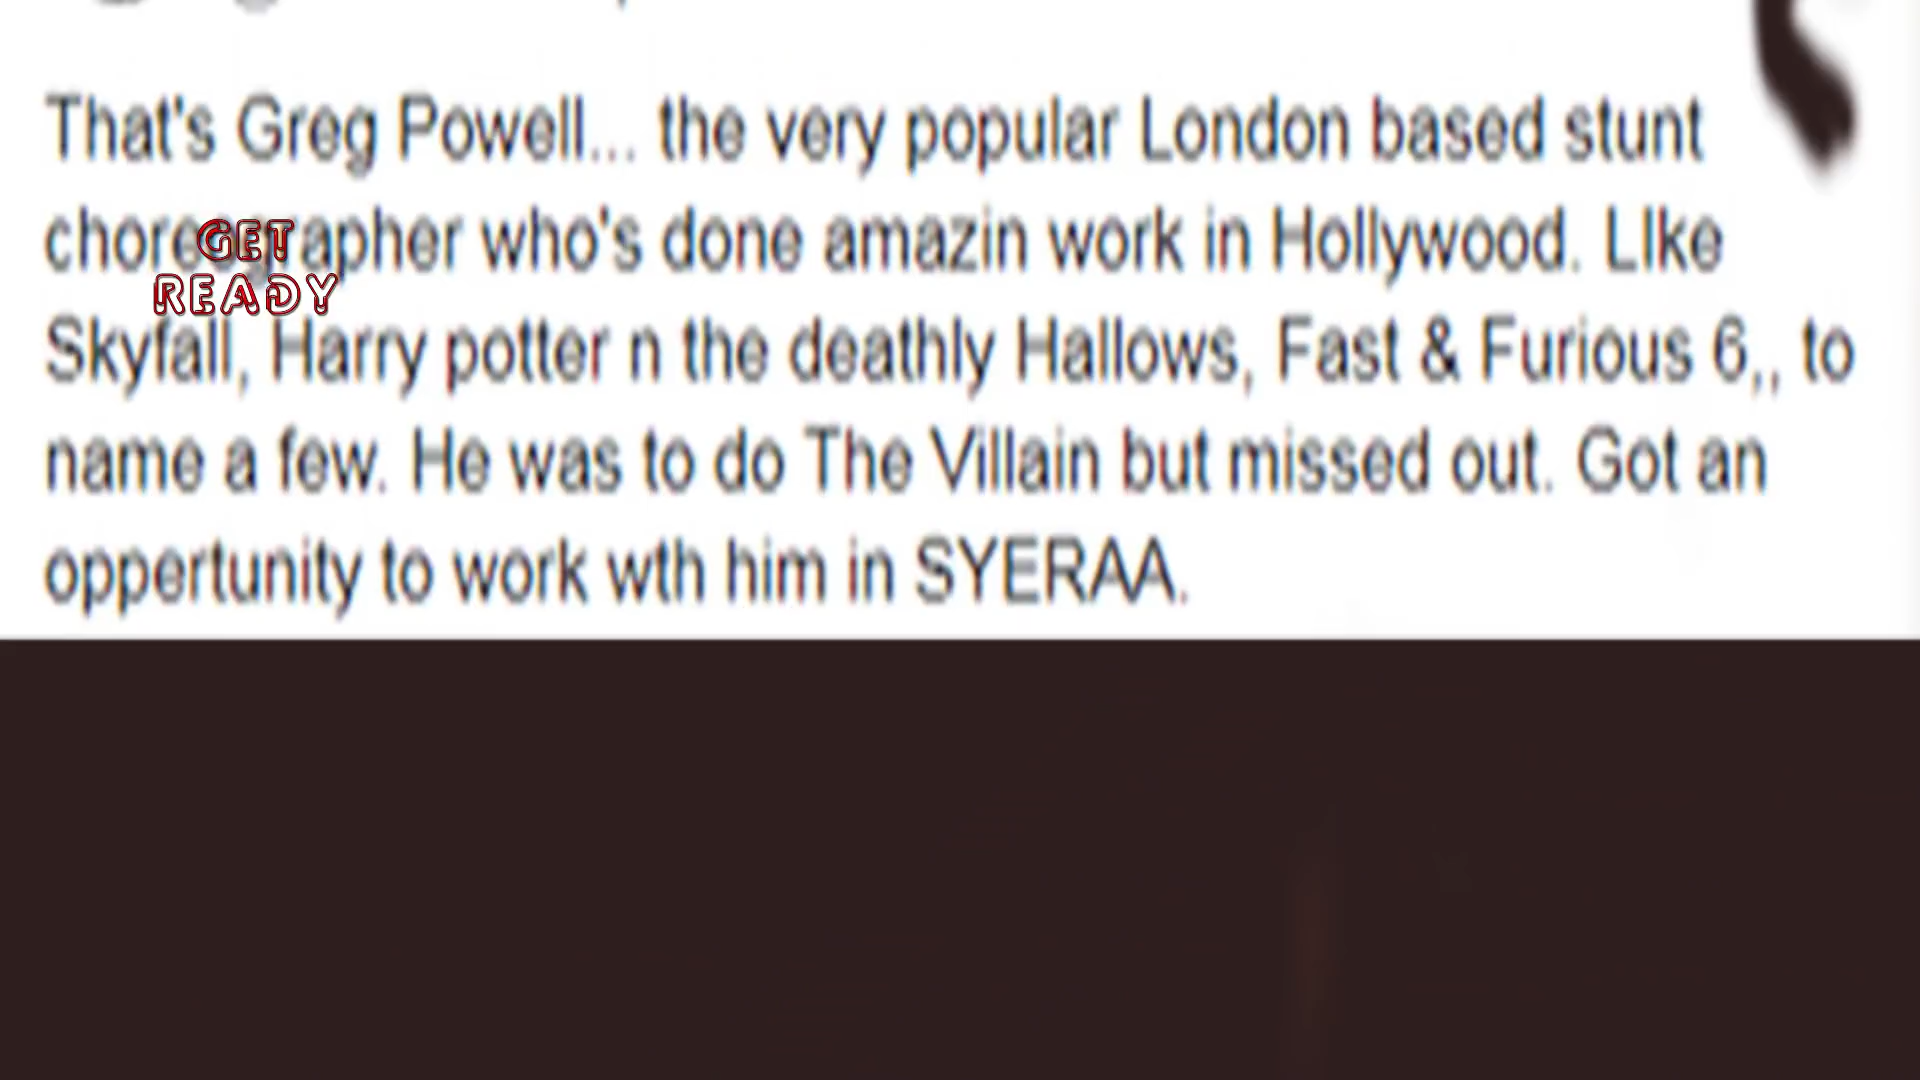 That's Greg Powell... the very popular London based stunt
choreographer who's done amazin work in Hollywood. LIke
GET
READY
Skyfall, Harry potter n the deathly Hallows, Fast & Furious 6,, to
name a few. He was to do The Villain but missed out. Got an
oppertunity to work wth him in SYERAA.